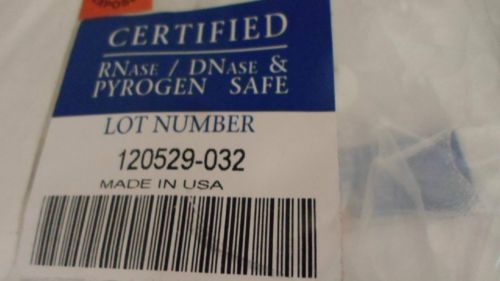 CERTIFIED
RNASE / DNASE &
PYROGEN SAFE
LOT NUMBER
120529-032
MADE IN USA